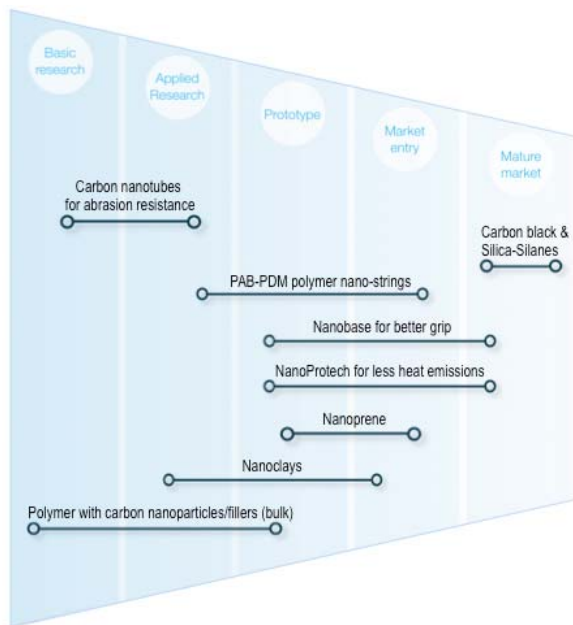 Basic
research
Applied
Research
Prototype
Market
entry
Mature
market
Carbon nanotubes
for abrasion resistance
Carbon black &
Silica-Silanes
PAB-PDM polymer nano-strings
Nanobase for better grip
NanoProtech for less heat emissions
Nanoprene
Nanoclays
Polymer with carbon nanoparticles/fillers (bulk)